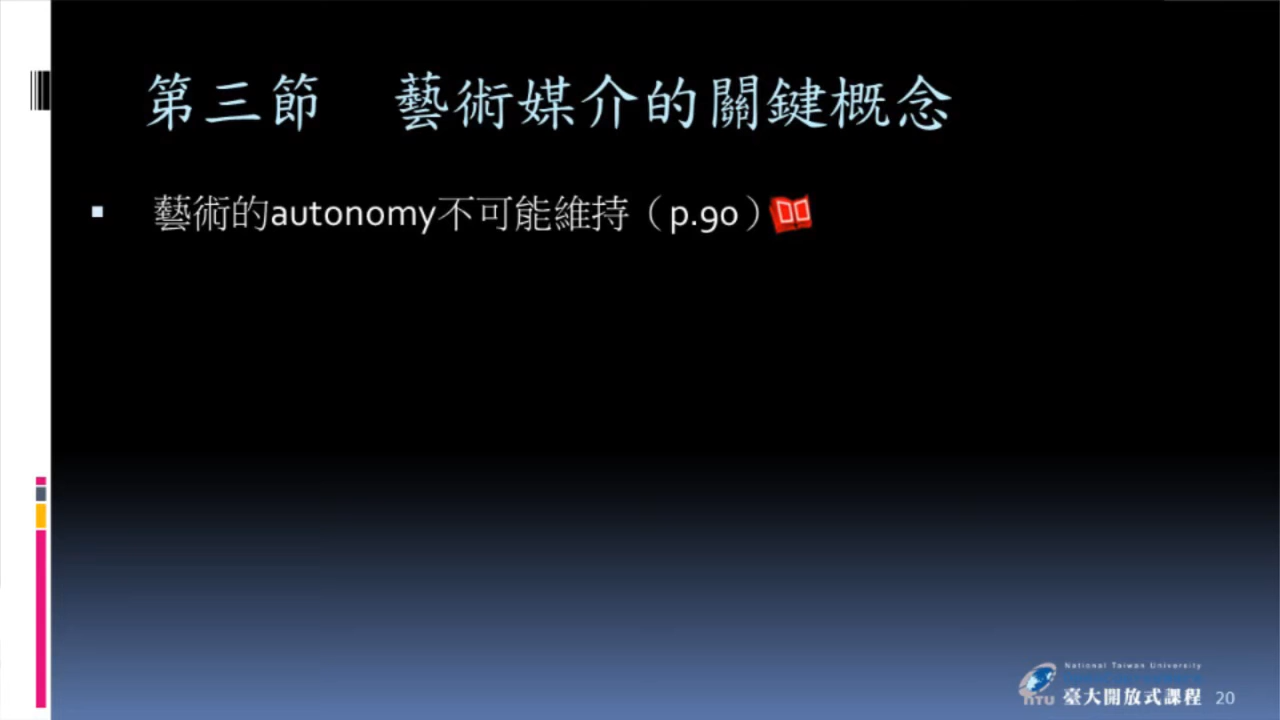 第三節　藝術媒介的關鍵概念
藝術的autonomy不可能維持（p.90）
National Taiwan University
NTU 臺大開放式課程 20